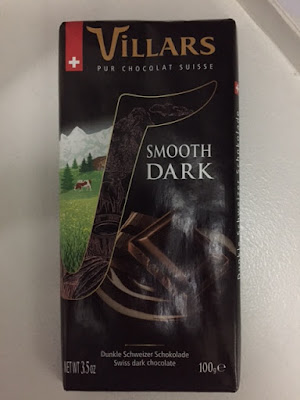 VILLARS
PUR CHOCOLAT SUISSE
SMOOTH
DARK
Dunkle Schweizer Schokolade
Swiss dark chocolate
NET WT 3.5 oz
100g℮